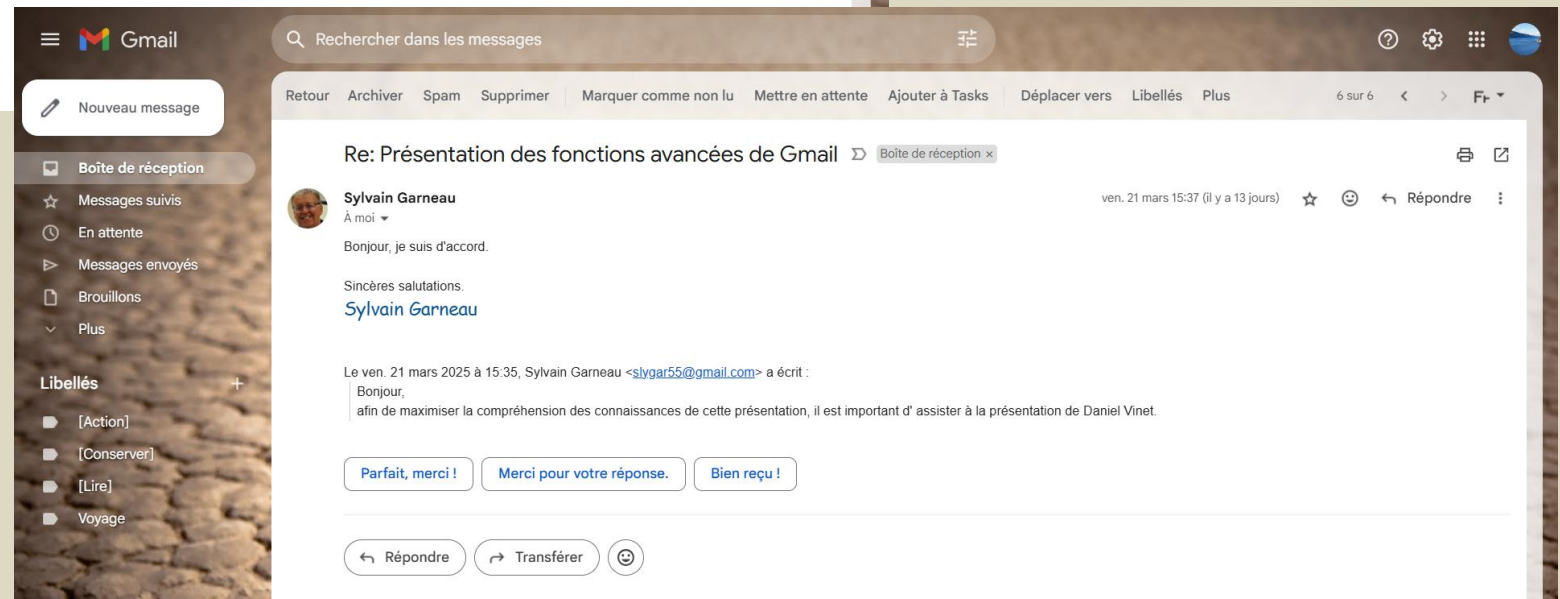 Gmail
Rechercher dans les messages
Nouveau message
Retour Archiver Spam Supprimer Marquer comme non lu Mettre en attente Ajouter à Tasks Déplacer vers Libellés Plus 6 sur 6
Boîte de réception
Messages suivis
En attente
Messages envoyés
Brouillons
Plus
Libellés
[Action]
[Conserver]
[Lire]
Voyage
Re: Présentation des fonctions avancées de Gmail Boîte de réception ×
Sylvain Garneau ven. 21 mars 15:37 (il y a 13 jours) Répondre
À moi
Bonjour, je suis d'accord.
Sincères salutations.
Sylvain Garneau
Le ven. 21 mars 2025 à 15:35, Sylvain Garneau <slygar55@gmail.com> a écrit :
Bonjour,
afin de maximiser la compréhension des connaissances de cette présentation, il est important d' assister à la présentation de Daniel Vinet.
Parfait, merci ! Merci pour votre réponse. Bien reçu !
Répondre Transférer